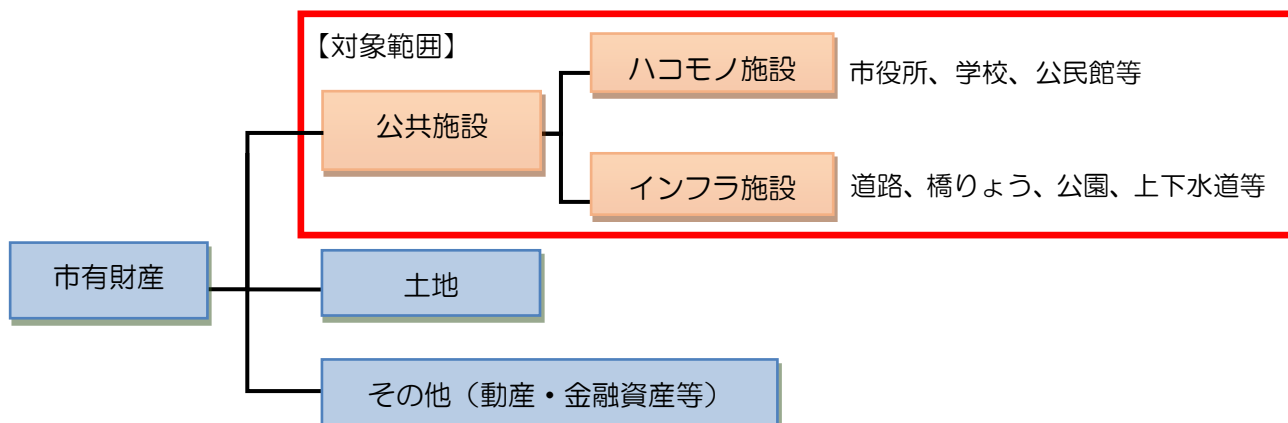 【対象範囲】
ハコモノ施設
市役所、学校、公民館等
公共施設
インフラ施設
道路、橋りょう、公園、上下水道等
市有財産
土地
その他（動産・金融資産等）